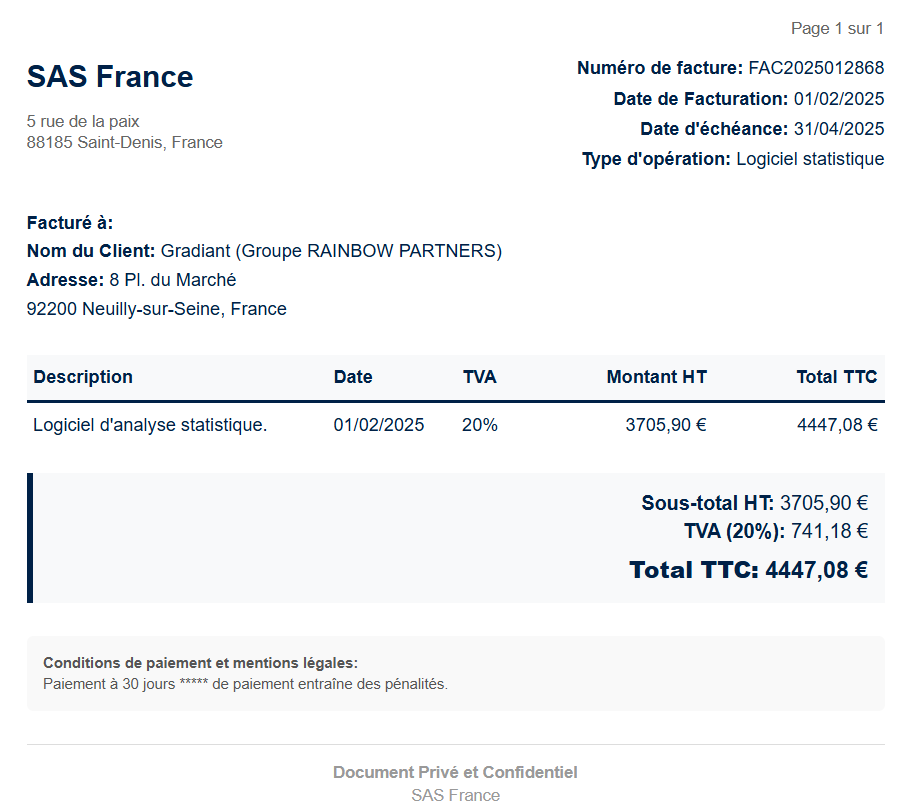 Page 1 sur 1
SAS France
5 rue de la paix
88185 Saint-Denis, France
Numéro de facture: FAC2025012868
Date de Facturation: 01/02/2025
Date d'échéance: 31/04/2025
Type d'opération: Logiciel statistique
Facturé à:
Nom du Client: Gradiant (Groupe RAINBOW PARTNERS)
Adresse: 8 Pl. du Marché
92200 Neuilly-sur-Seine, France
Description Date TVA Montant HT Total TTC
Logiciel d'analyse statistique. 01/02/2025 20% 3705,90 € 4447,08 €
Sous-total HT: 3705,90 €
TVA (20%): 741,18 €
Total TTC: 4447,08 €
Conditions de paiement et mentions légales:
Paiement à 30 jours ***** de paiement entraîne des pénalités.
Document Privé et Confidentiel
SAS France